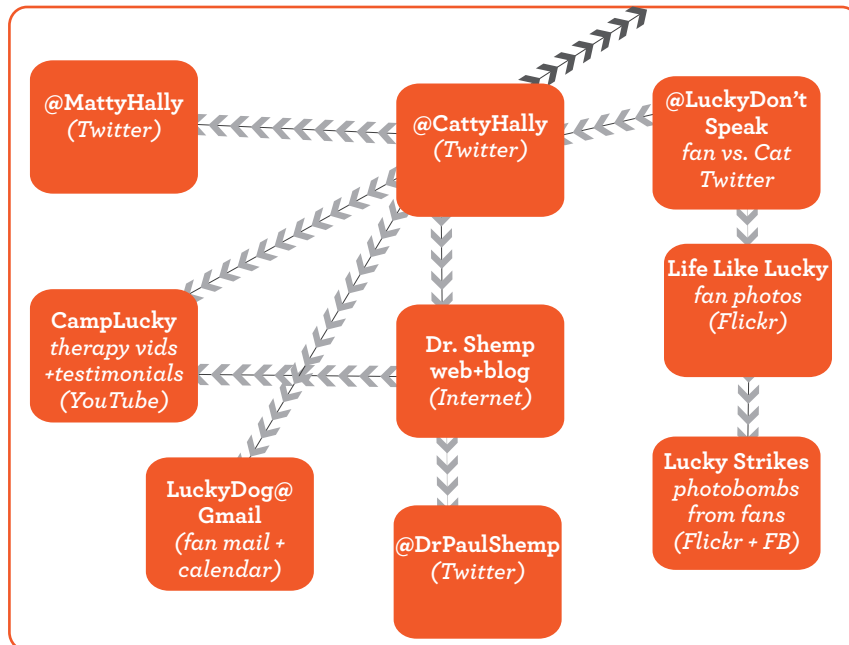 @MattyHally
(Twitter)
@CattyHally
(Twitter)
@LuckyDon’t
Speak
fan vs. Cat
Twitter
Life Like Lucky
fan photos
(Flickr)
CampLucky
therapy vids
+testimonials
(YouTube)
Dr. Shemp
web+blog
(Internet)
Lucky Strikes
photobombs
from fans
(Flickr + FB)
LuckyDog@
Gmail
(fan mail +
calendar)
@DrPaulShemp
(Twitter)